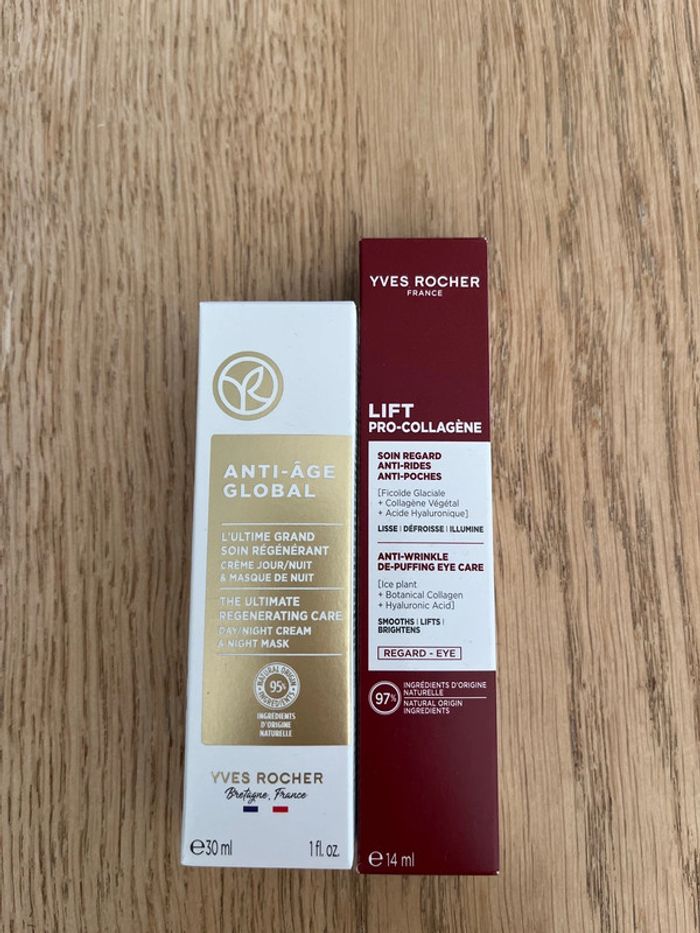 ANTI-ÂGE
GLOBAL
L'ULTIME GRAND
SOIN RÉGÉNÉRANT
CRÈME JOUR/NUIT
& MASQUE DE NUIT
THE ULTIMATE
REGENERATING CARE
DAY/NIGHT CREAM
& NIGHT MASK
NATURAL ORIGIN
95%
INGREDIENTS
INGRÉDIENTS
D'ORIGINE
NATURELLE
YVES ROCHER
Bretagne, France
℮30 ml
1 fl. oz.
YVES ROCHER
FRANCE
LIFT
PRO-COLLAGÈNE
SOIN REGARD
ANTI-RIDES
ANTI-POCHES
[Ficoïde Glaciale
+ Collagène Végétal
+ Acide Hyaluronique]
LISSE | DÉFROISSE | ILLUMINE
ANTI-WRINKLE
DE-PUFFING EYE CARE
[Ice plant
+ Botanical Collagen
+ Hyaluronic Acid]
SMOOTHS | LIFTS |
BRIGHTENS
REGARD - EYE
97%
INGRÉDIENTS D'ORIGINE
NATURELLE
NATURAL ORIGIN
INGREDIENTS
℮14 ml